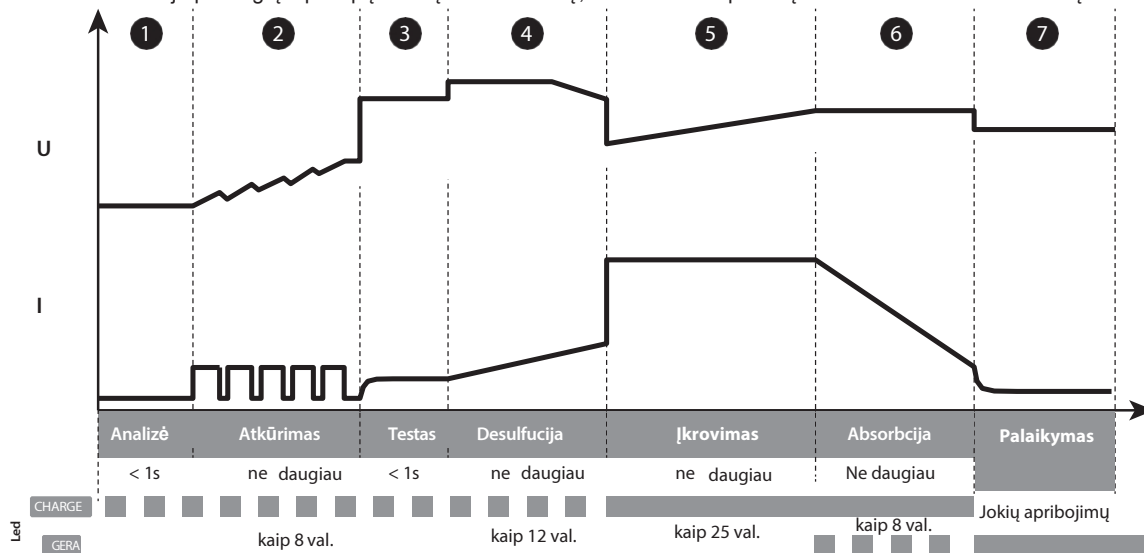 1 2 3 4 5 6 7
U
I
Analizė Atkūrimas Testas Desulfucija Įkrovimas Absorbcija Palaikymas
< 1s ne daugiau < 1s ne daugiau ne daugiau Ne daugiau
CHARGE
kaip 8 val. kaip 12 val. kaip 25 val. kaip 8 val. Jokių apribojimų
Led
GERA